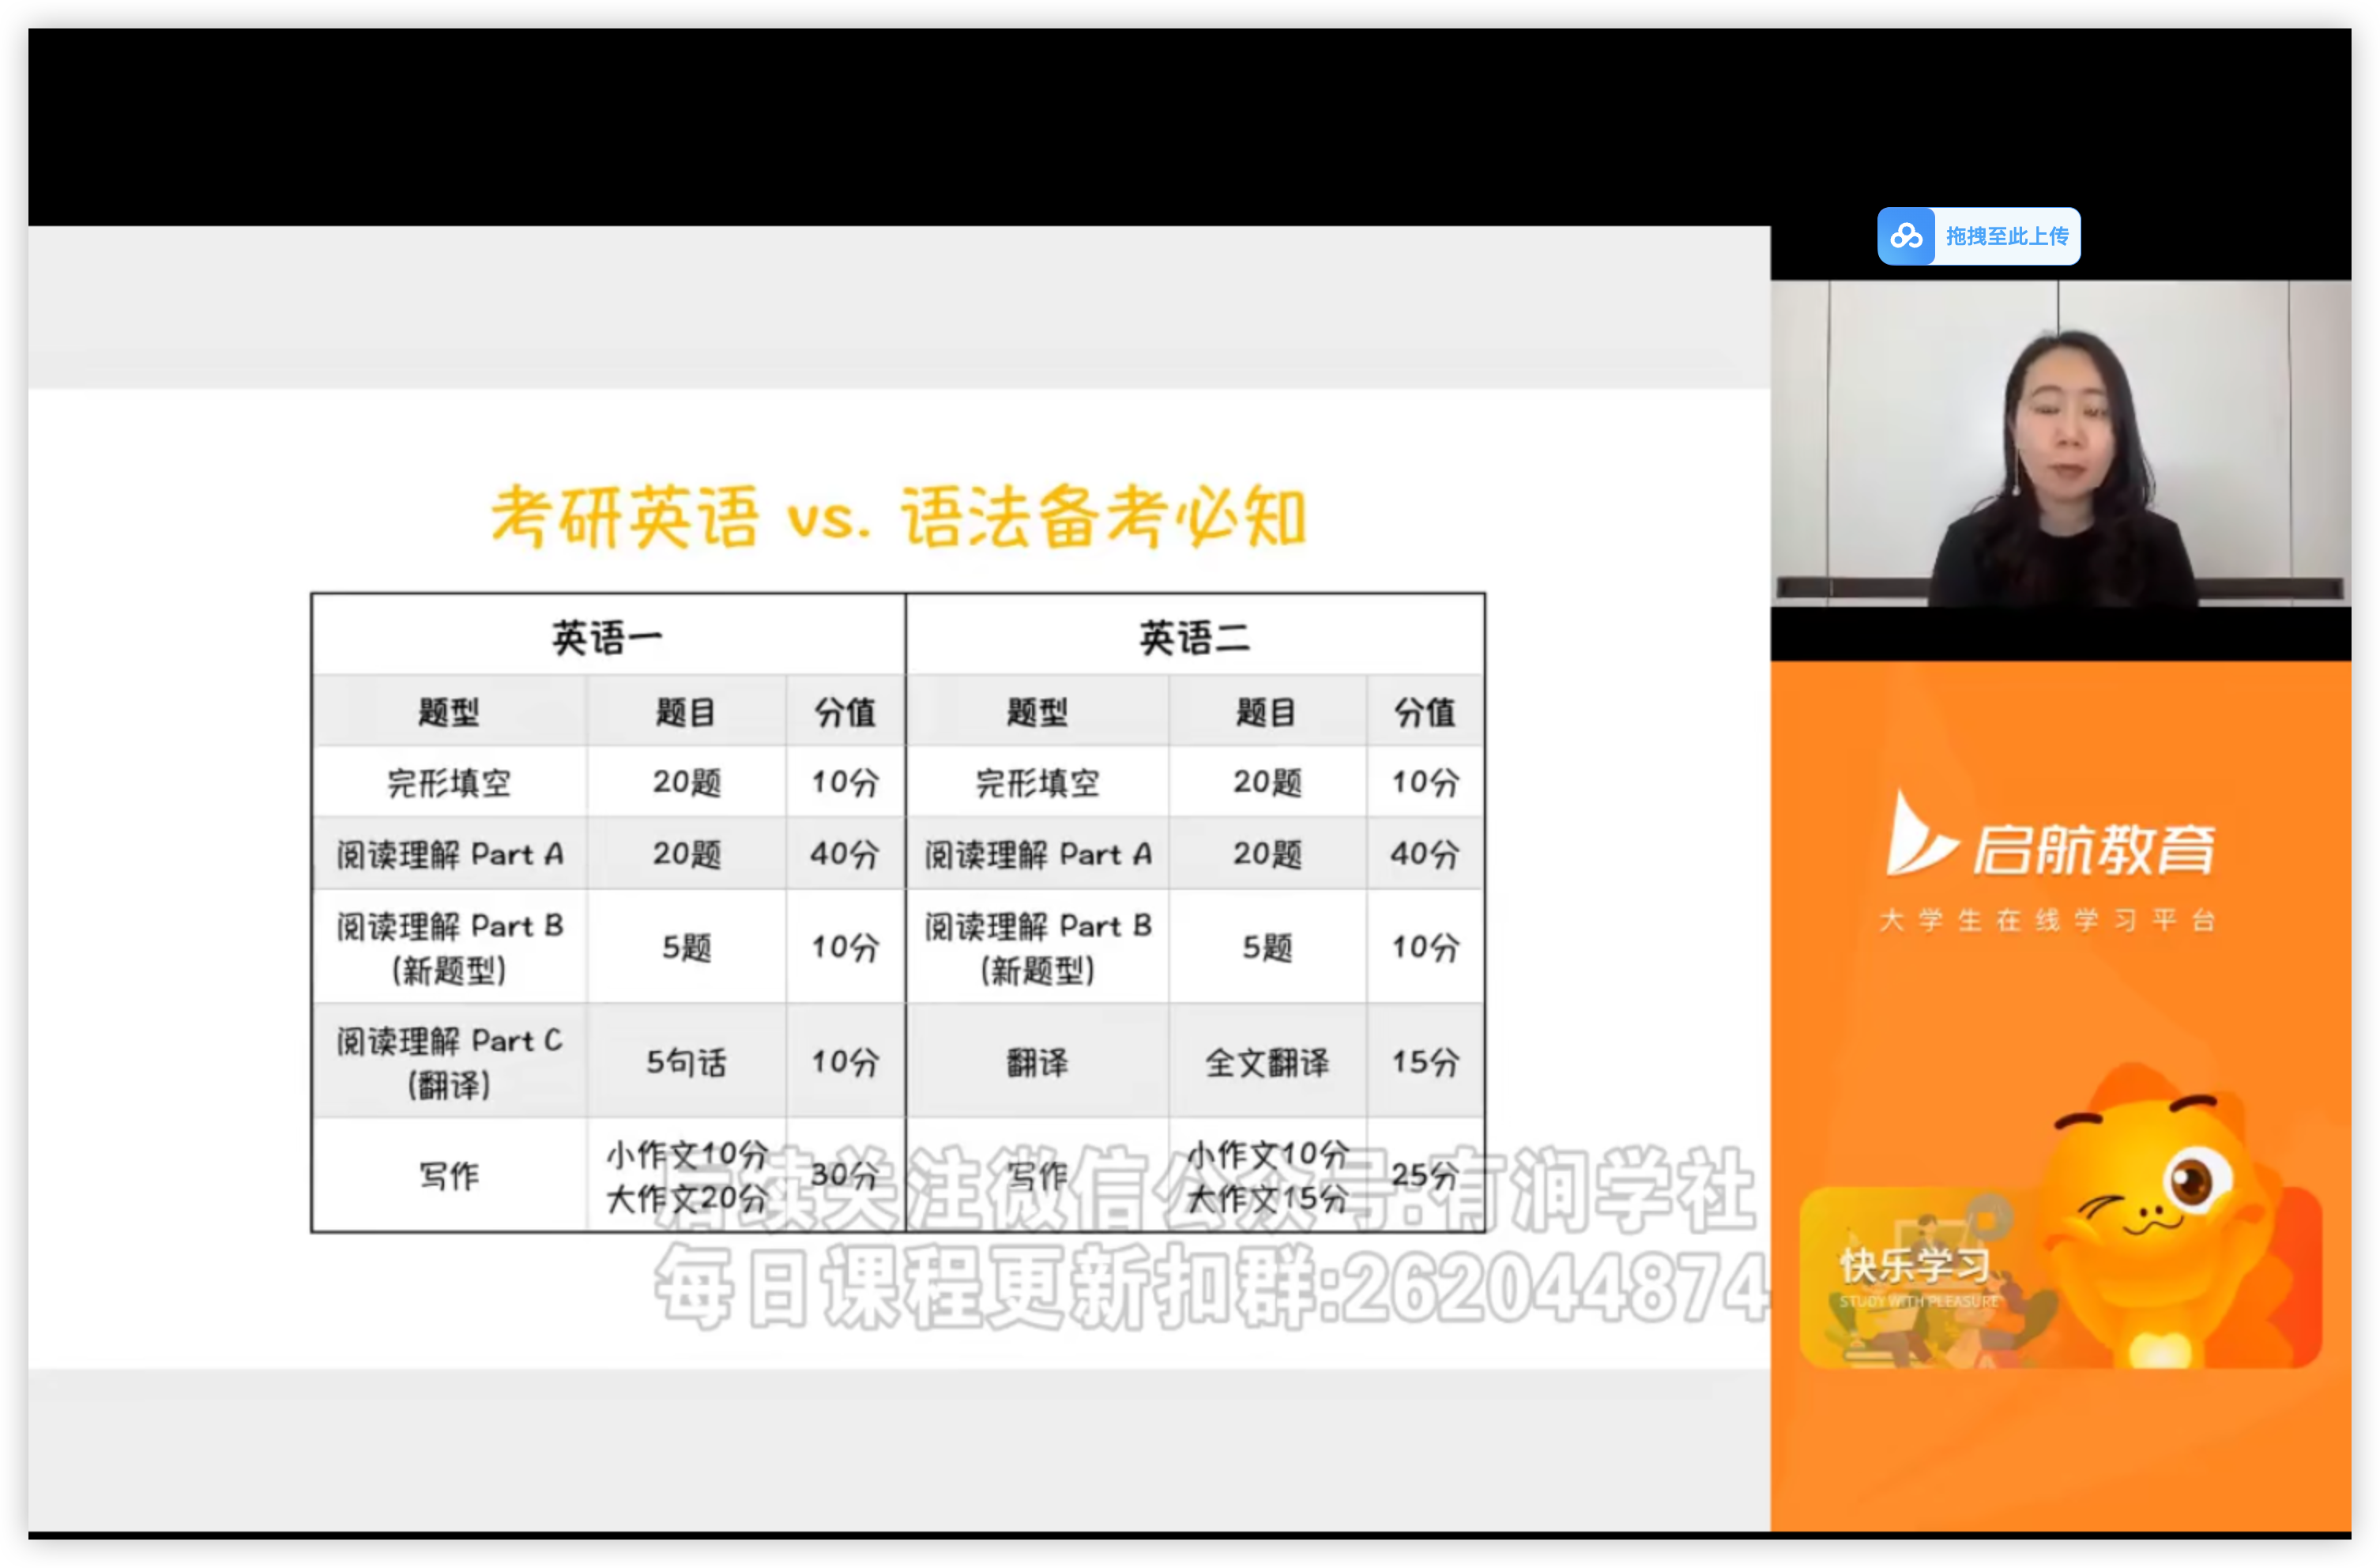 拖拽至此上传
考研英语 vs. 语法备考必知
英语一 英语二
题型 题目 分值 题型 题目 分值
完形填空 20题 10分 完形填空 20题 10分
阅读理解 Part A 20题 40分 阅读理解 Part A 20题 40分
阅读理解 Part B
(新题型) 5题 10分 阅读理解 Part B
(新题型) 5题 10分
阅读理解 Part C
(翻译) 5句话 10分 翻译 全文翻译 15分
写作 小作文10分
大作文20分 30分 写作 小作文10分
大作文15分 25分
后续关注微信公众号:有润学社
每日课程更新扣群:262044874
启航教育
大学生在线学习平台
快乐学习
STUDY WITH PLEASURE